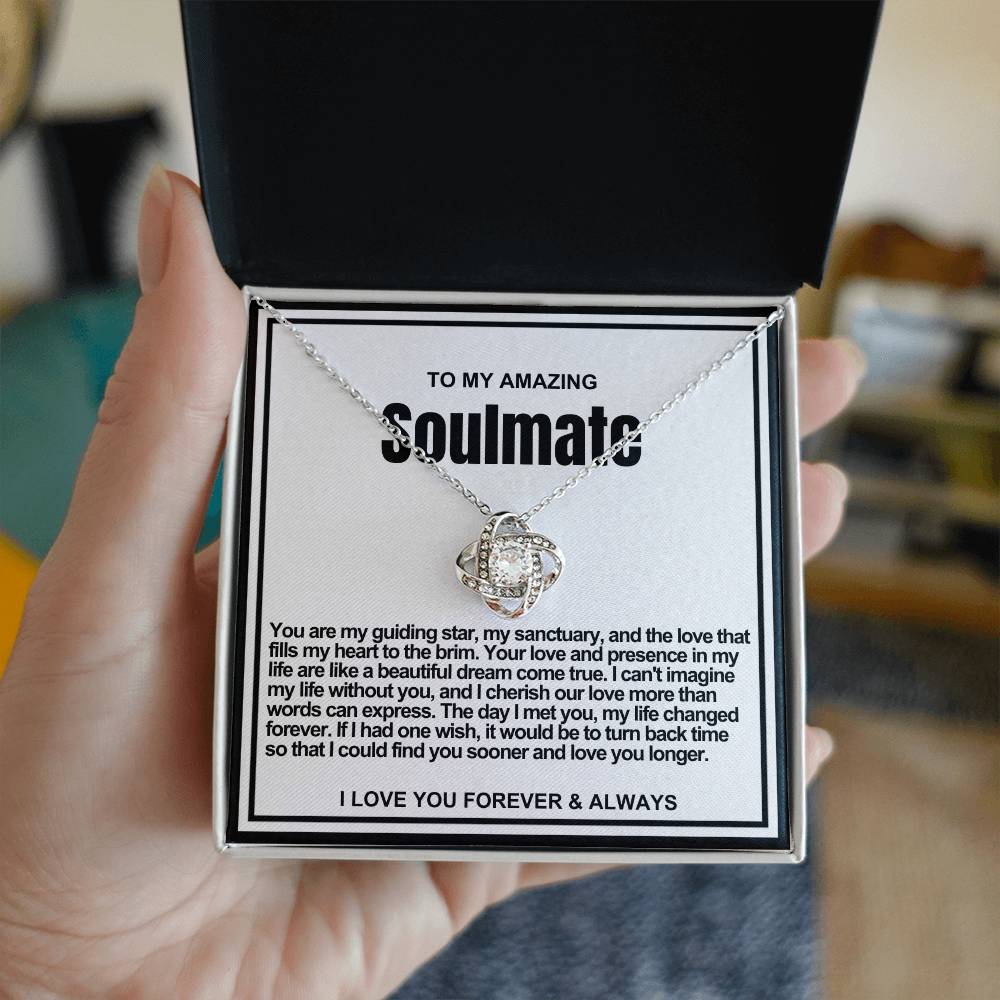 TO MY AMAZING
Soulmate
You are my guiding star, my sanctuary, and the love that
fills my heart to the brim. Your love and presence in my
life are like a beautiful dream come true. I can't imagine
my life without you, and I cherish our love more than
words can express. The day I met you, my life changed
forever. If I had one wish, it would be to turn back time
so that I could find you sooner and love you longer.
I LOVE YOU FOREVER & ALWAYS